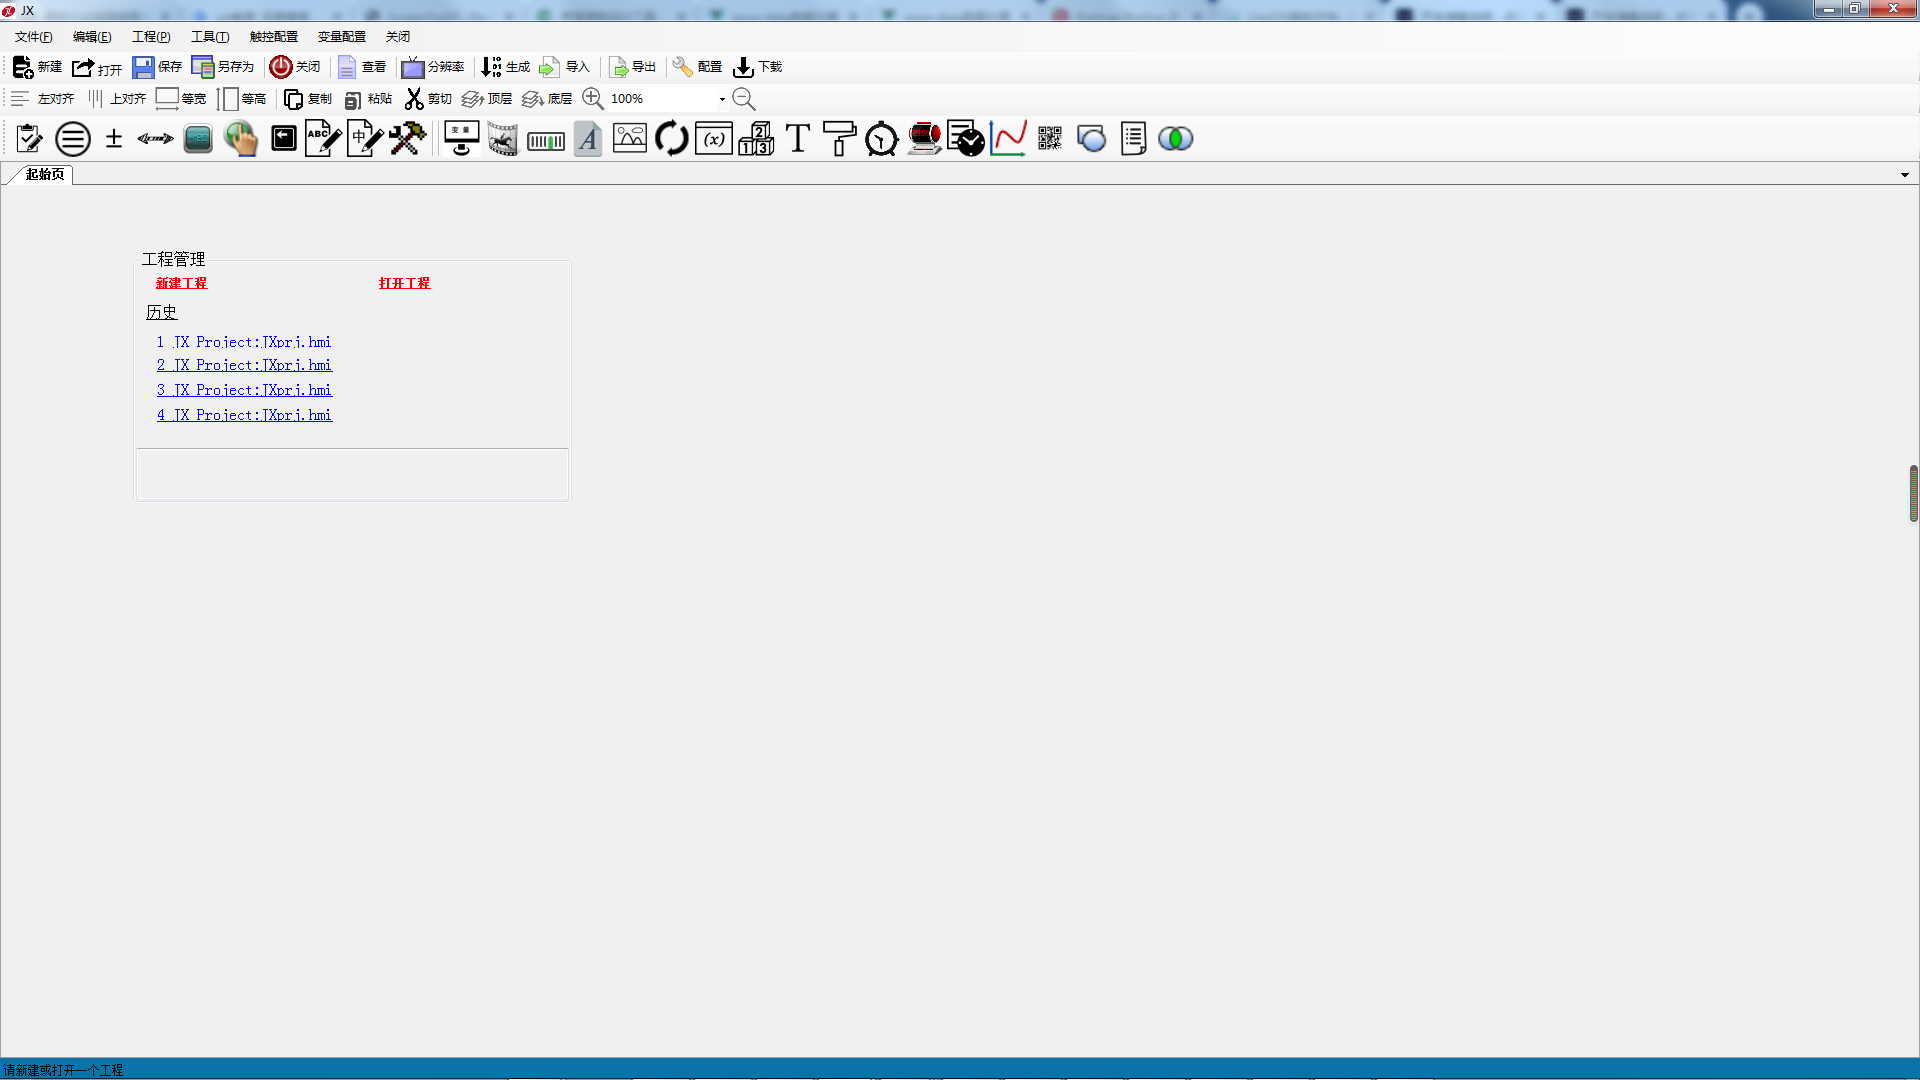 JX
文件(F) 编辑(E) 工程(P) 工具(T) 触控配置 变量配置 关闭
新建 打开 保存 另存为 关闭 查看 分辨率 生成 导入 导出 配置 下载
左对齐 上对齐 等宽 等高 复制 粘贴 剪切 顶层 底层 100%
ABC 中 变量 A (x) 2 1 3 T
起始页
工程管理
新建工程 打开工程
历史
1 JX Project:JXprj.hmi
2 JX Project:JXprj.hmi
3 JX Project:JXprj.hmi
4 JX Project:JXprj.hmi
请新建或打开一个工程